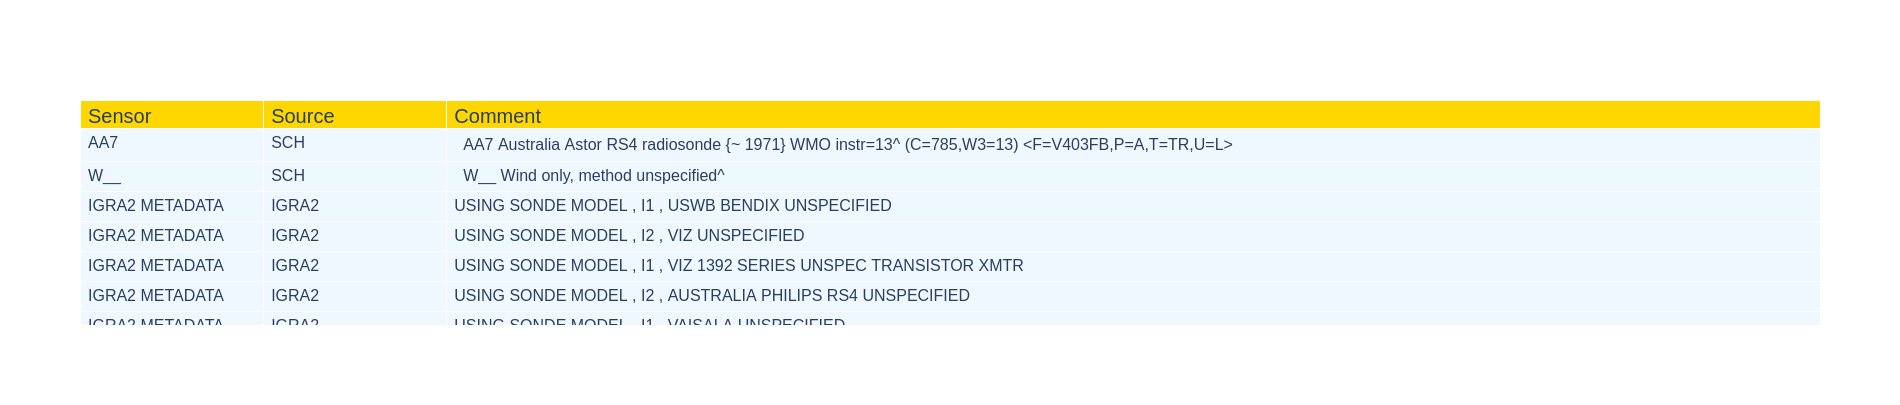 Sensor Source Comment
AA7 SCH AA7 Australia Astor RS4 radiosonde {~ 1971} WMO instr=13^ (C=785,W3=13) <F=V403FB,P=A,T=TR,U=L>
W__ SCH W__ Wind only, method unspecified^
IGRA2 METADATA IGRA2 USING SONDE MODEL , I1 , USWB BENDIX UNSPECIFIED
IGRA2 METADATA IGRA2 USING SONDE MODEL , I2 , VIZ UNSPECIFIED
IGRA2 METADATA IGRA2 USING SONDE MODEL , I1 , VIZ 1392 SERIES UNSPEC TRANSISTOR XMTR
IGRA2 METADATA IGRA2 USING SONDE MODEL , I2 , AUSTRALIA PHILIPS RS4 UNSPECIFIED
IGRA2 METADATA IGRA2 USING SONDE MODEL , I1 , VAISALA UNSPECIFIED